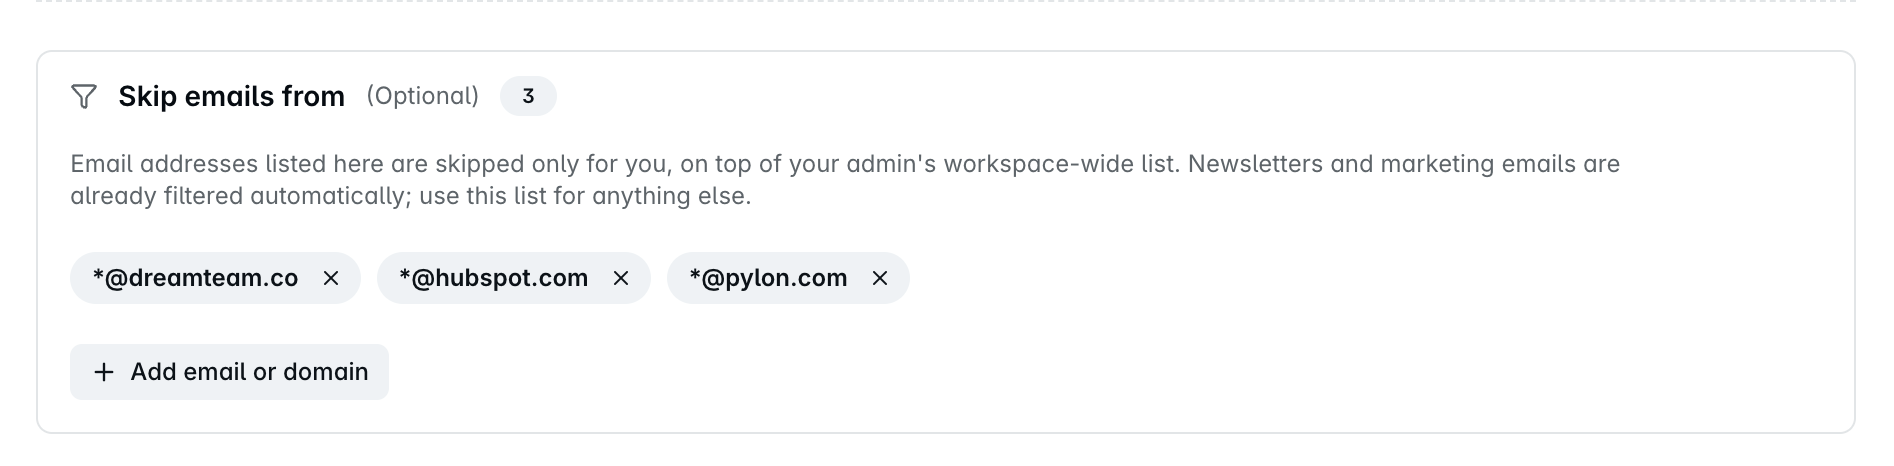 Skip emails from (Optional) 3
Email addresses listed here are skipped only for you, on top of your admin's workspace-wide list. Newsletters and marketing emails are
already filtered automatically; use this list for anything else.
*@dreamteam.co *@hubspot.com *@pylon.com
Add email or domain